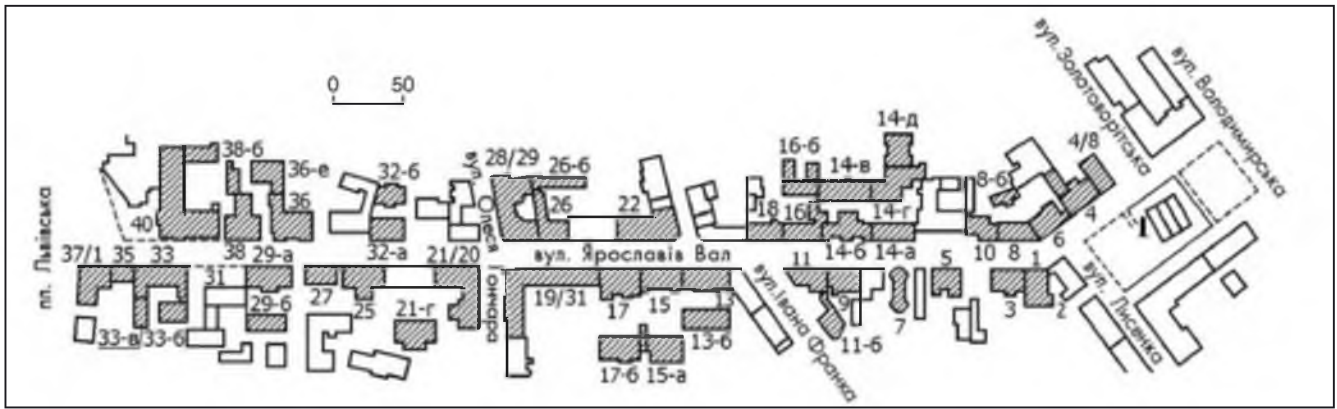 вул. Золотоворітська
вул. Володимирська
0 50
14-д
38-б
16-б
4/8
36-е
32-б
вул. Олеся Гончара
28/29
26-б
14-в
8-б
40
38
36
32-а
26
22
18
16
14-б
14-г
14-а
10
8
6
4
пл. Львівська
37/1
35
33
31
29-а
21/20
вул. Ярославів Вал
11
5
1
29-б
27
25
21-г
19/31
17
15
13
вул. Івана Франка
9
7
3
2
вул. Лисенка
33-в/33-б
13-б
11-б
17-б
15-а